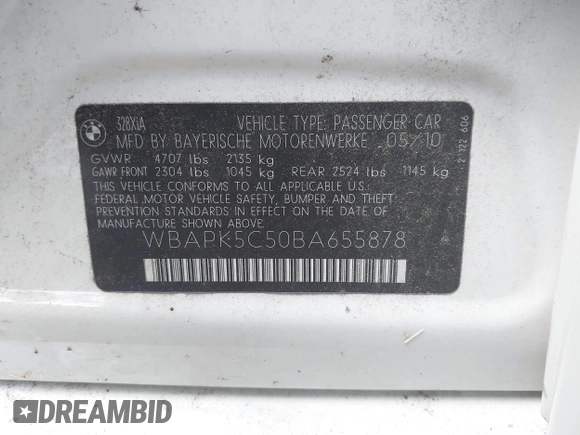 328XiA VEHICLE TYPE: PASSENGER CAR
MFD BY BAYERISCHE MOTORENWERKE 05/10
GVWR 4707 lbs 2135 kg
GAWR FRONT 2304 lbs 1045 kg REAR 2524 lbs 1145 kg
THIS VEHICLE CONFORMS TO ALL APPLICABLE U.S.
FEDERAL MOTOR VEHICLE SAFETY, BUMPER AND THEFT
PREVENTION STANDARDS IN EFFECT ON THE DATE OF
MANUFACTURE SHOWN ABOVE.
WBAPK5C50BA655878
2 122 606
BMW
DREAMBID